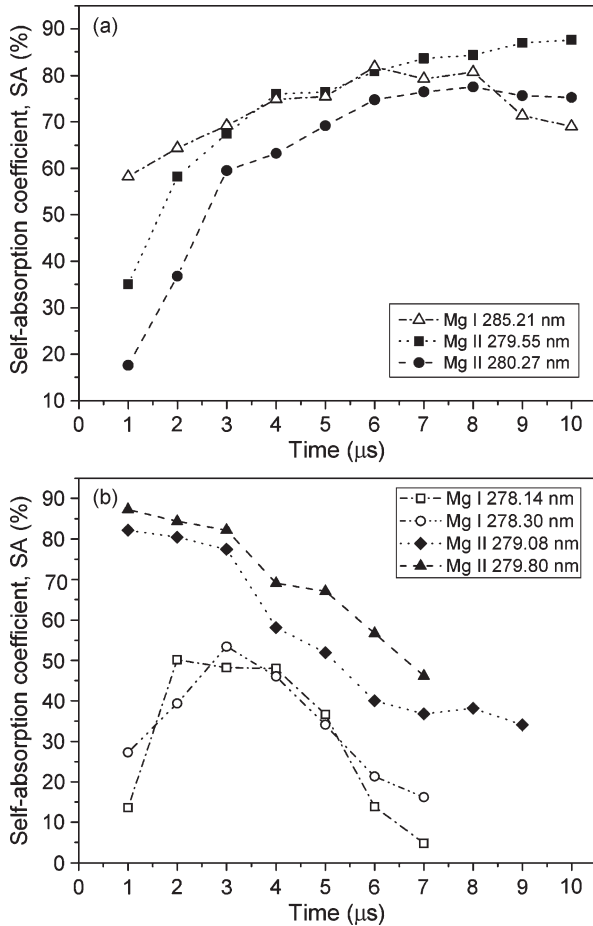 (a)
Self-absorption coefficient, SA (%)
90
80
70
60
50
40
30
20
10
Mg I 285.21 nm
Mg II 279.55 nm
Mg II 280.27 nm
0 1 2 3 4 5 6 7 8 9 10
Time (μs)
(b)
Self-absorption coefficient, SA (%)
90
80
70
60
50
40
30
20
10
0
Mg I 278.14 nm
Mg I 278.30 nm
Mg II 279.08 nm
Mg II 279.80 nm
0 1 2 3 4 5 6 7 8 9 10
Time (μs)